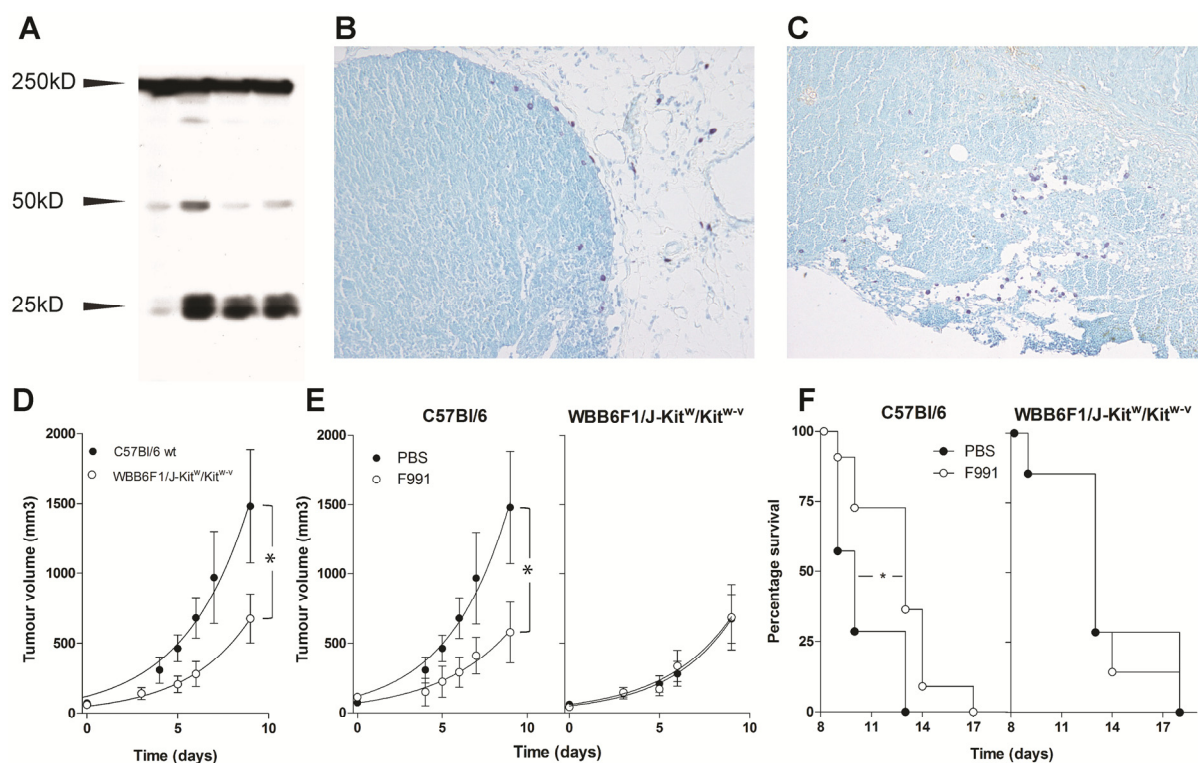 A
B
C
250kD
50kD
25kD
D
2000
1500
1000
500
0
Tumour volume (mm3)
C57Bl/6 wt
WBB6F1/J-Kitᵂ/Kitʷ⁻ᵛ
*
0
5
10
Time (days)
E
C57Bl/6
WBB6F1/J-Kitᵂ/Kitʷ⁻ᵛ
2000
1500
1000
500
0
Tumour volume (mm3)
PBS
F991
*
0
5
10
0
5
10
Time (days)
Time (days)
F
C57Bl/6
WBB6F1/J-Kitᵂ/Kitʷ⁻ᵛ
100
75
50
25
0
Percentage survival
PBS
F991
*
8
11
14
17
8
11
14
17
Time (days)